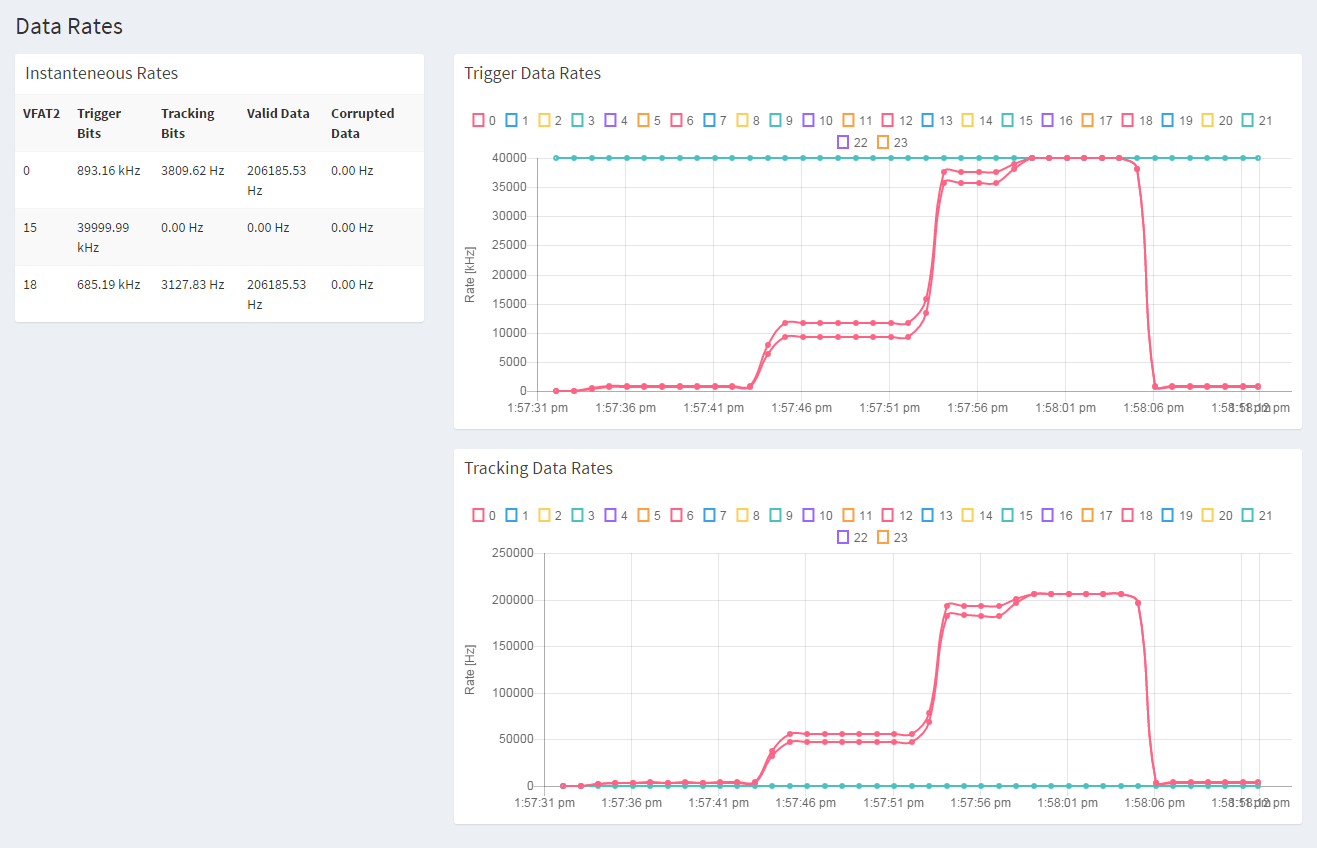 Data Rates
Instanteneous Rates
VFAT2 Trigger Bits Tracking Bits Valid Data Corrupted Data
0 893.16 kHz 3809.62 Hz 206185.53 Hz 0.00 Hz
15 39999.99 kHz 0.00 Hz 0.00 Hz 0.00 Hz
18 685.19 kHz 3127.83 Hz 206185.53 Hz 0.00 Hz
Trigger Data Rates
0 1 2 3 4 5 6 7 8 9 10 11 12 13 14 15 16 17 18 19 20 21
22 23
40000
35000
30000
25000
20000
15000
10000
5000
0
Rate [kHz]
1:57:31 pm 1:57:36 pm 1:57:41 pm 1:57:46 pm 1:57:51 pm 1:57:56 pm 1:58:01 pm 1:58:06 pm 1:58:11 pm 1:58:12 pm
Tracking Data Rates
0 1 2 3 4 5 6 7 8 9 10 11 12 13 14 15 16 17 18 19 20 21
22 23
250000
200000
150000
100000
50000
0
Rate [Hz]
1:57:31 pm 1:57:36 pm 1:57:41 pm 1:57:46 pm 1:57:51 pm 1:57:56 pm 1:58:01 pm 1:58:06 pm 1:58:11 pm 1:58:12 pm